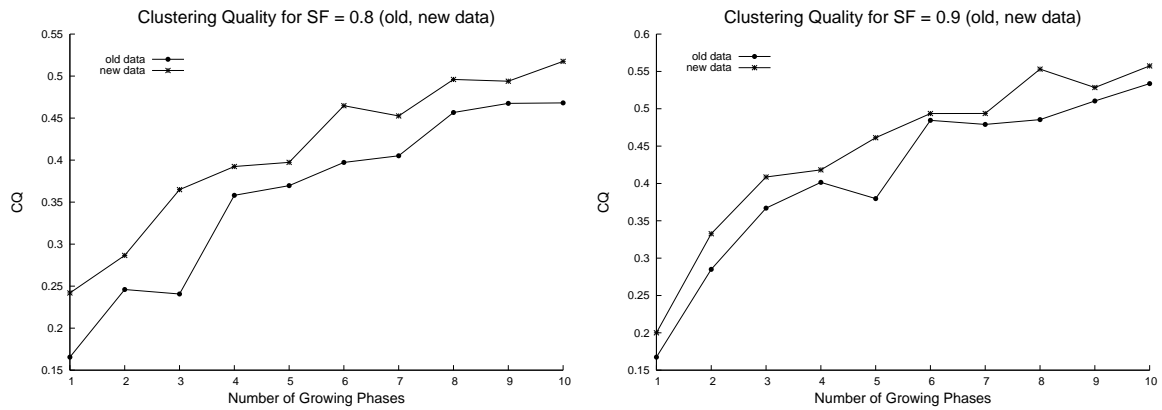 Clustering Quality for SF = 0.8 (old, new data)
0.55
0.5
0.45
0.4
0.35
0.3
0.25
0.2
0.15
CQ
old data
new data
1 2 3 4 5 6 7 8 9 10
Number of Growing Phases
Clustering Quality for SF = 0.9 (old, new data)
0.6
0.55
0.5
0.45
0.4
0.35
0.3
0.25
0.2
0.15
CQ
old data
new data
1 2 3 4 5 6 7 8 9 10
Number of Growing Phases